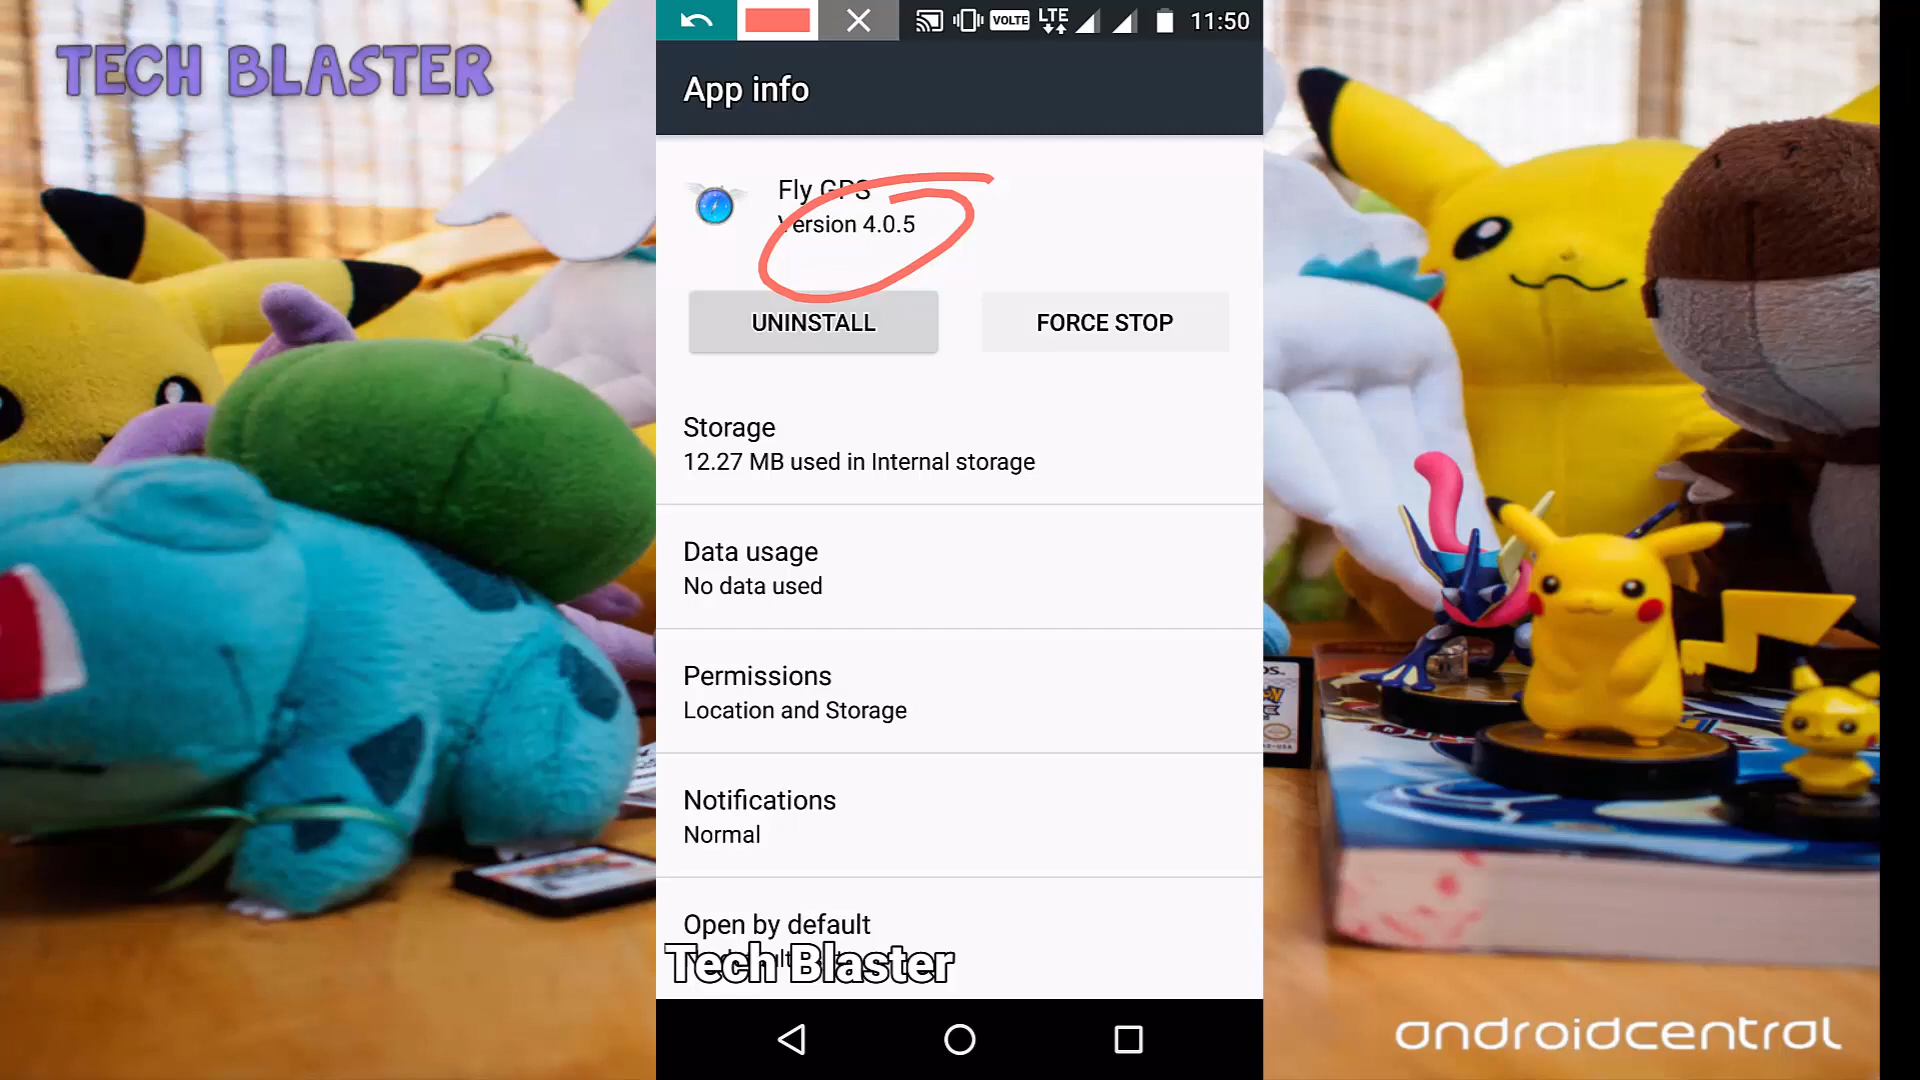 TECH BLASTER
VOLTE LTE 11:50
App info
Fly GPS
Version 4.0.5
UNINSTALL
FORCE STOP
Storage
12.27 MB used in Internal storage
Data usage
No data used
Permissions
Location and Storage
Notifications
Normal
Open by default
Tech Blaster
androidcentral